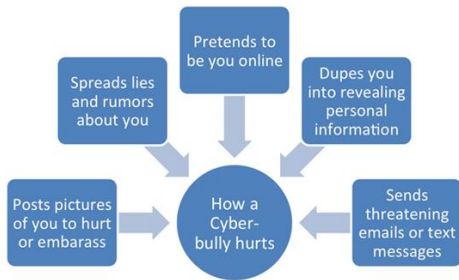 Pretends to
be you online
Spreads lies
and rumors
about you
Dupes you
into revealing
personal
information
Posts pictures
of you to hurt
or embarass
How a
Cyber-
bully hurts
Sends
threatening
emails or text
messages